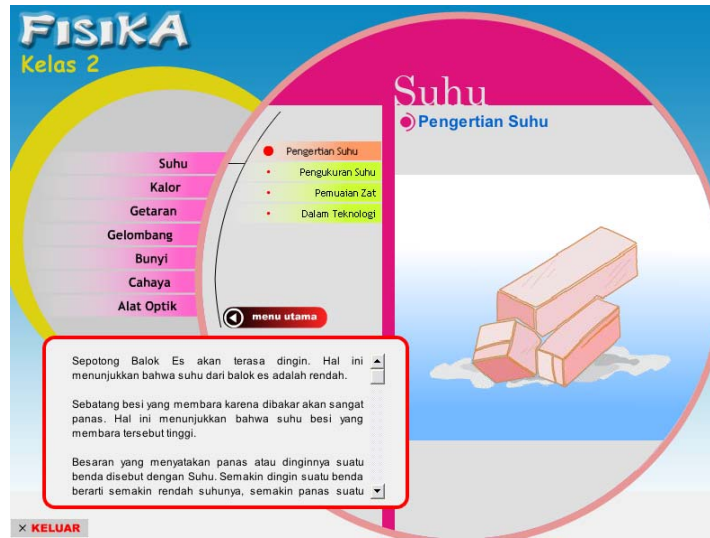 FISIKA
Kelas 2
Suhu
Kalor
Getaran
Gelombang
Bunyi
Cahaya
Alat Optik
Pengertian Suhu
Pengukuran Suhu
Pemuaian Zat
Dalam Teknologi
menu utama
Suhu
Pengertian Suhu
Sepotong Balok Es akan terasa dingin. Hal ini
menunjukkan bahwa suhu dari balok es adalah rendah.
Sebatang besi yang membara karena dibakar akan sangat
panas. Hal ini menunjukkan bahwa suhu besi yang
membara tersebut tinggi.
Besaran yang menyatakan panas atau dinginnya suatu
benda disebut dengan Suhu. Semakin dingin suatu benda
berarti semakin rendah suhunya, semakin panas suatu
× KELUAR